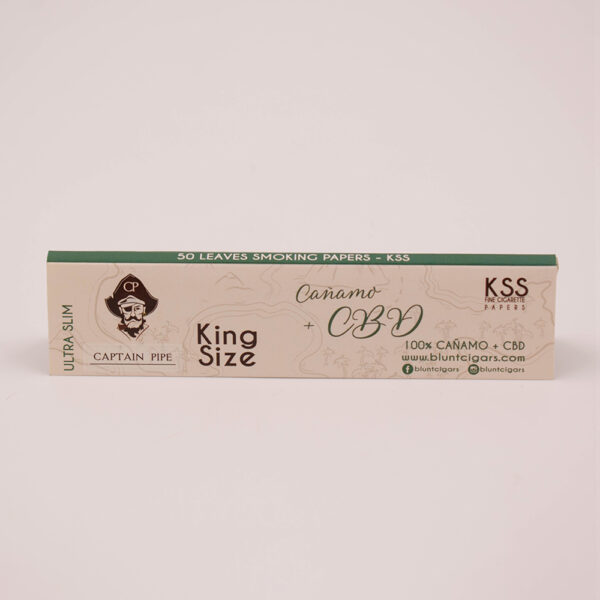 50 LEAVES SMOKING PAPERS - KSS
ULTRA SLIM
CP
CAPTAIN PIPE
King
Size
Cañamo
+ CBD
KSS
FINE CIGARETTE
PAPERS
100% CAÑAMO + CBD
www.bluntcigars.com
bluntcigars
bluntcigars